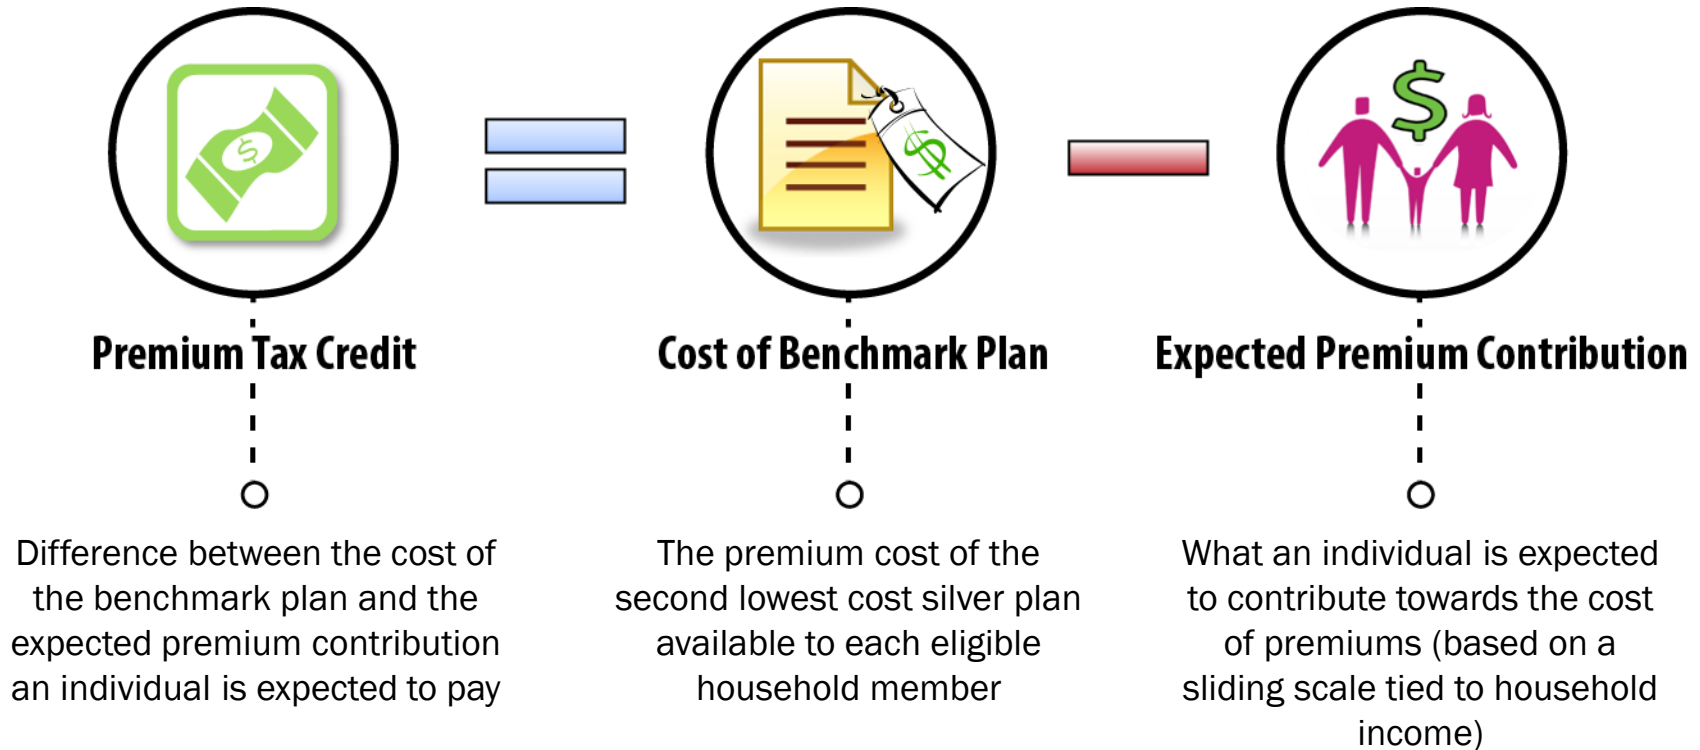 $
$
$
Premium Tax Credit
Cost of Benchmark Plan
Expected Premium Contribution
Difference between the cost of
the benchmark plan and the
expected premium contribution
an individual is expected to pay
The premium cost of the
second lowest cost silver plan
available to each eligible
household member
What an individual is expected
to contribute towards the cost
of premiums (based on a
sliding scale tied to household
income)